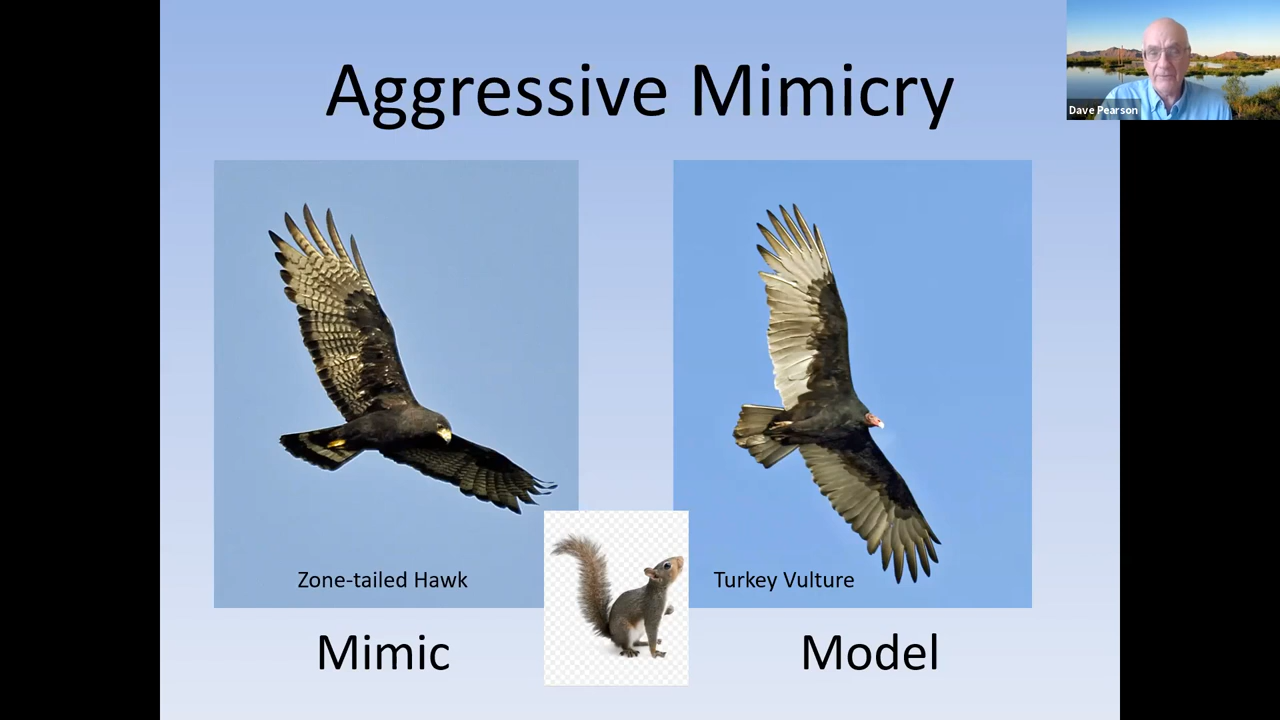 Aggressive Mimicry
Dave Pearson
Zone-tailed Hawk
Turkey Vulture
Mimic
Model